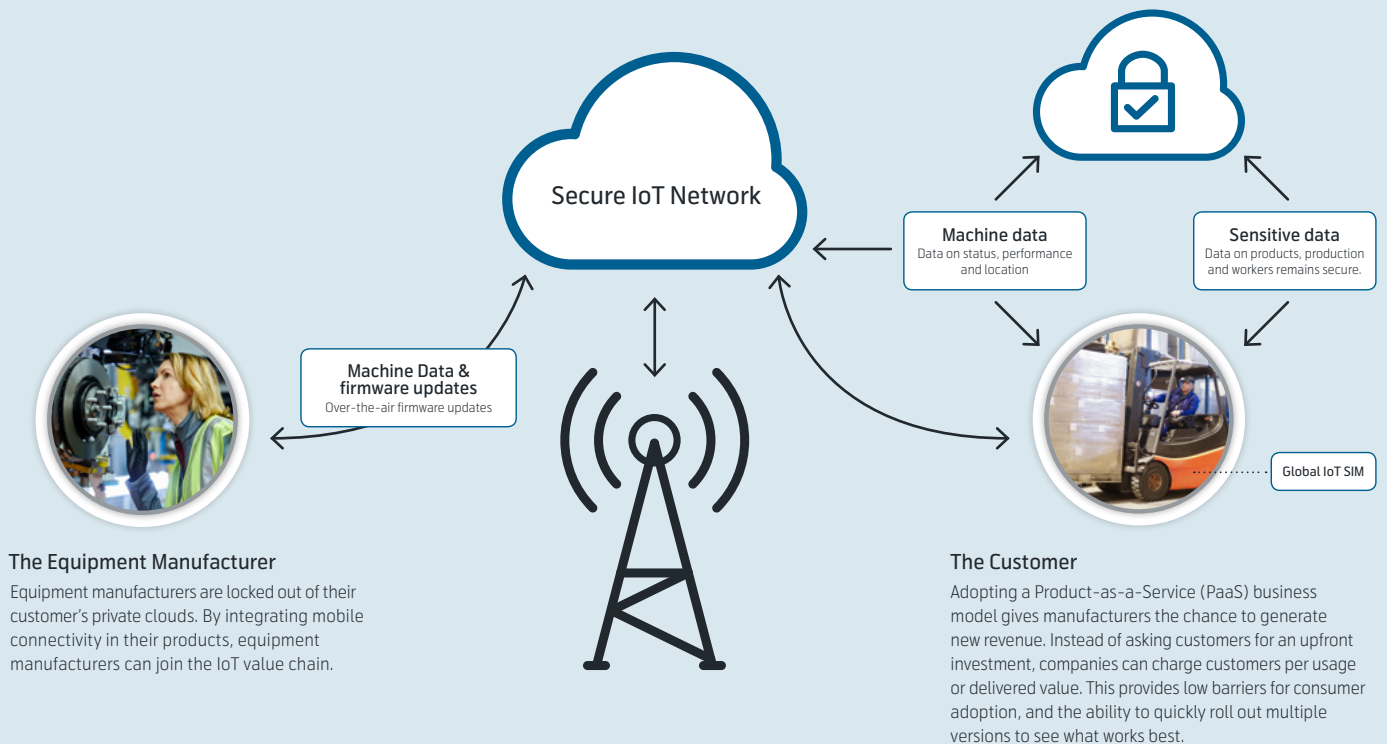 Secure IoT Network
Machine data
Data on status, performance
and location
Sensitive data
Data on products, production
and workers remains secure.
Machine Data &
firmware updates
Over-the-air firmware updates
Global IoT SIM
The Equipment Manufacturer
Equipment manufacturers are locked out of their
customer's private clouds. By integrating mobile
connectivity in their products, equipment
manufacturers can join the IoT value chain.
The Customer
Adopting a Product-as-a-Service (PaaS) business
model gives manufacturers the chance to generate
new revenue. Instead of asking customers for an upfront
investment, companies can charge customers per usage
or delivered value. This provides low barriers for consumer
adoption, and the ability to quickly roll out multiple
versions to see what works best.